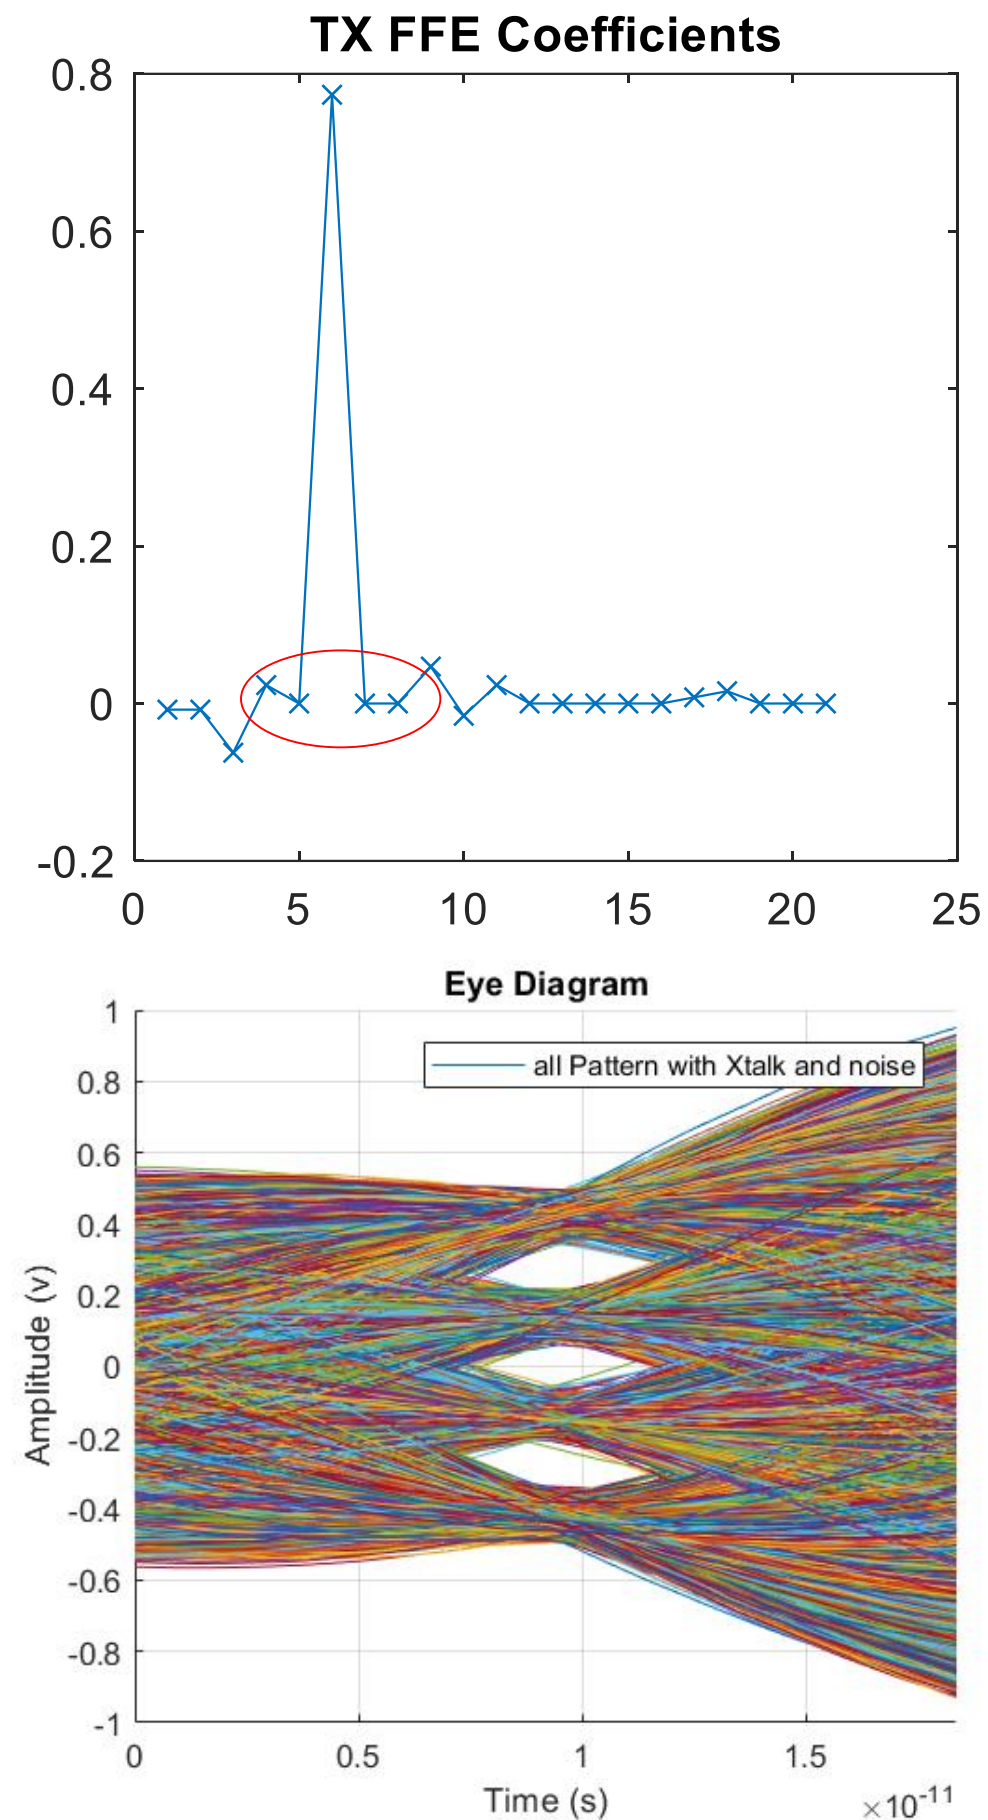 TX FFE Coefficients
0.8
0.6
0.4
0.2
0
-0.2
0 5 10 15 20 25
Eye Diagram
all Pattern with Xtalk and noise
Amplitude (v)
1
0.8
0.6
0.4
0.2
0
-0.2
-0.4
-0.6
-0.8
-1
0 0.5 1 1.5
Time (s)
×10-11